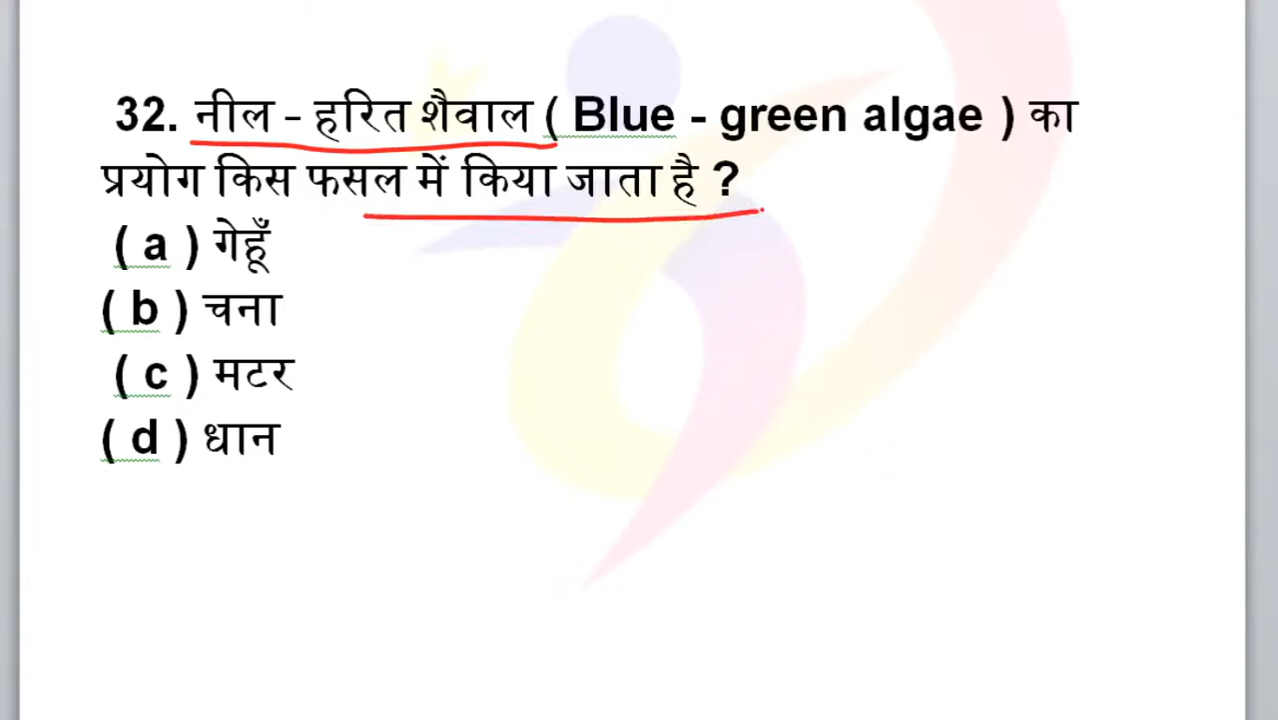 32. नील - हरित शैवाल ( Blue - green algae ) का
प्रयोग किस फसल में किया जाता है ?
( a ) गेहूँ
( b ) चना
( c ) मटर
( d ) धान